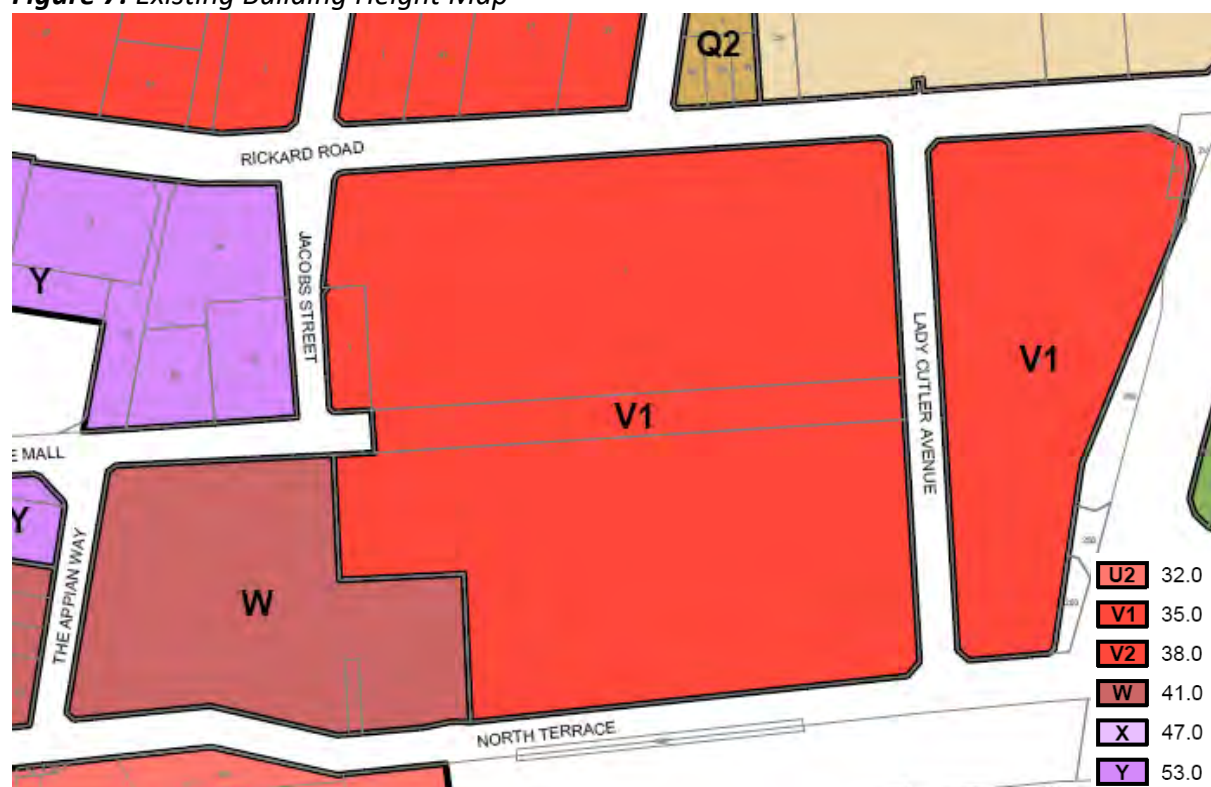 Figure 7. Existing Building Height Map
Q2
RICKARD ROAD
JACOBS STREET
Y
LADY CUTLER AVENUE
V1
V1
E MALL
Y
THE APPIAN WAY
W
NORTH TERRACE
U2 32.0
V1 35.0
V2 38.0
W 41.0
X 47.0
Y 53.0